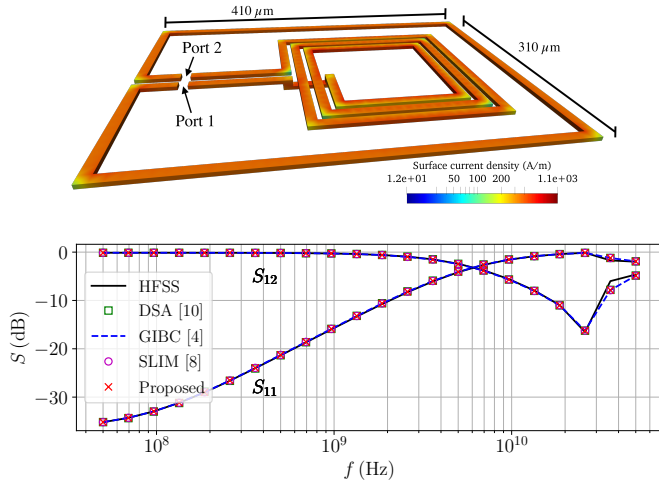 410 μm
310 μm
Port 2
Port 1
Surface current density (A/m)
1.2e+01 50 100 200 1.1e+03
S (dB)
0
−10
−20
−30
S12
S11
HFSS
DSA [10]
GIBC [4]
SLIM [8]
Proposed
10^8 10^9 10^10
f (Hz)